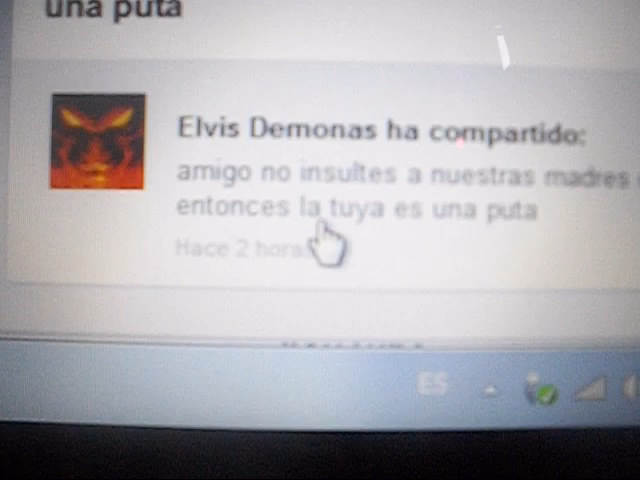 una puta
Elvis Demonas ha compartido:
amigo no insultes a nuestras madres
entonces la tuya es una puta
Hace 2 horas
ES